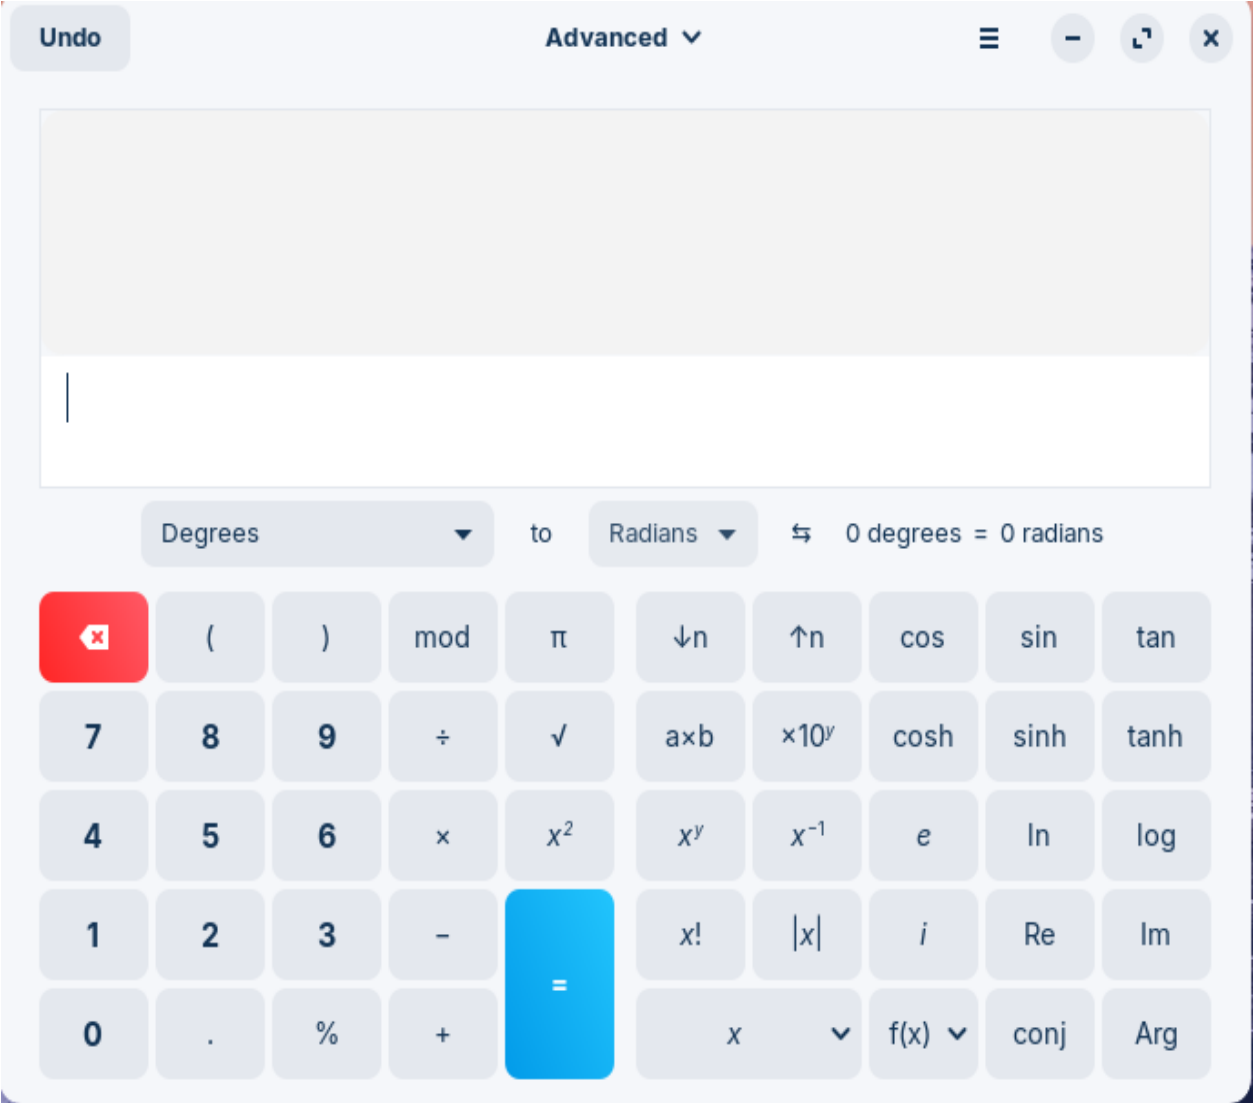 Undo Advanced
Degrees to Radians ⇆ 0 degrees = 0 radians
( ) mod π ↓n ↑n cos sin tan
7 8 9 ÷ √ a×b ×10ʸ cosh sinh tanh
4 5 6 × x² xʸ x⁻¹ e ln log
1 2 3 − = x! |x| i Re Im
0 . % + x f(x) conj Arg